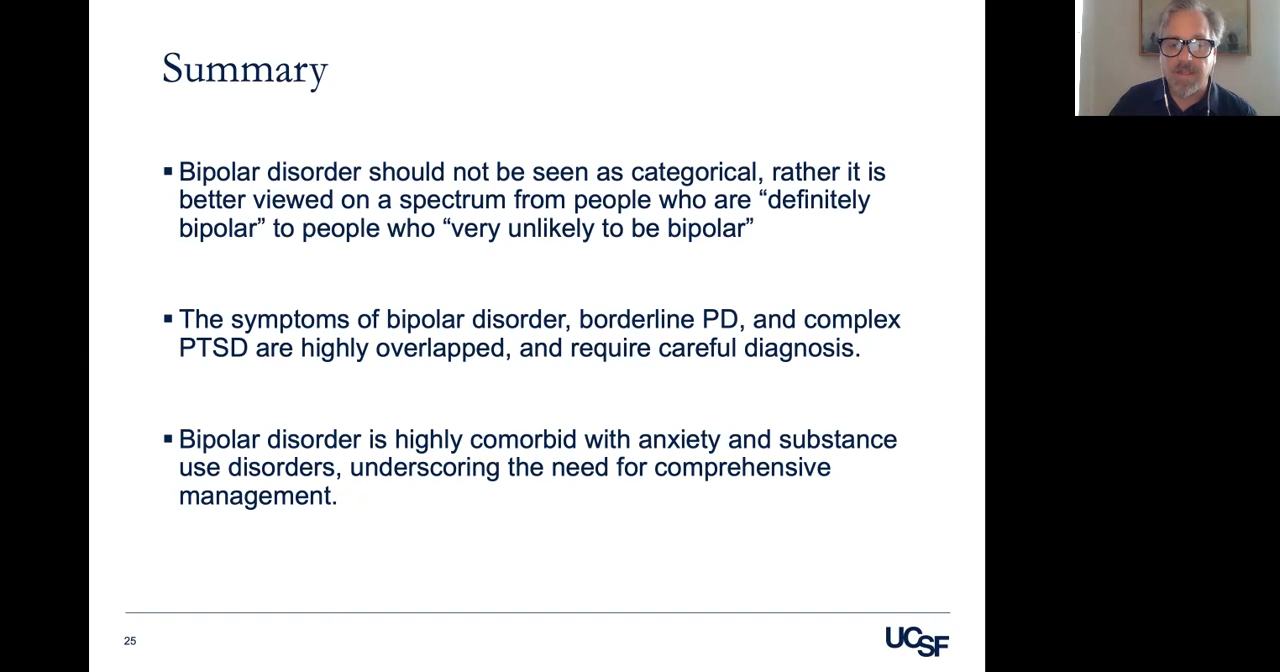 Summary
▪ Bipolar disorder should not be seen as categorical, rather it is
better viewed on a spectrum from people who are “definitely
bipolar” to people who “very unlikely to be bipolar”
▪ The symptoms of bipolar disorder, borderline PD, and complex
PTSD are highly overlapped, and require careful diagnosis.
▪ Bipolar disorder is highly comorbid with anxiety and substance
use disorders, underscoring the need for comprehensive
management.
25
UCSF